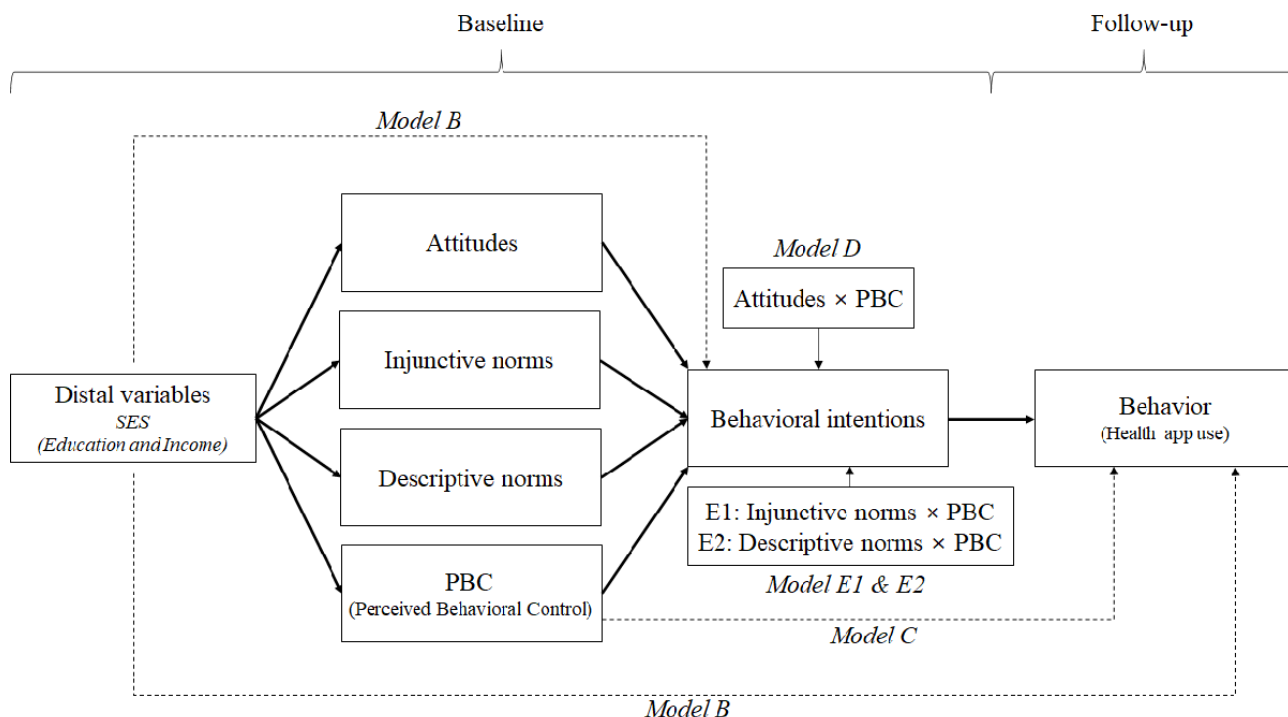 Baseline
Follow-up
Model B
Attitudes
Model D
Attitudes × PBC
Injunctive norms
Distal variables
SES
(Education and Income)
Behavioral intentions
Behavior
(Health app use)
Descriptive norms
E1: Injunctive norms × PBC
E2: Descriptive norms × PBC
PBC
(Perceived Behavioral Control)
Model E1 & E2
Model C
Model B